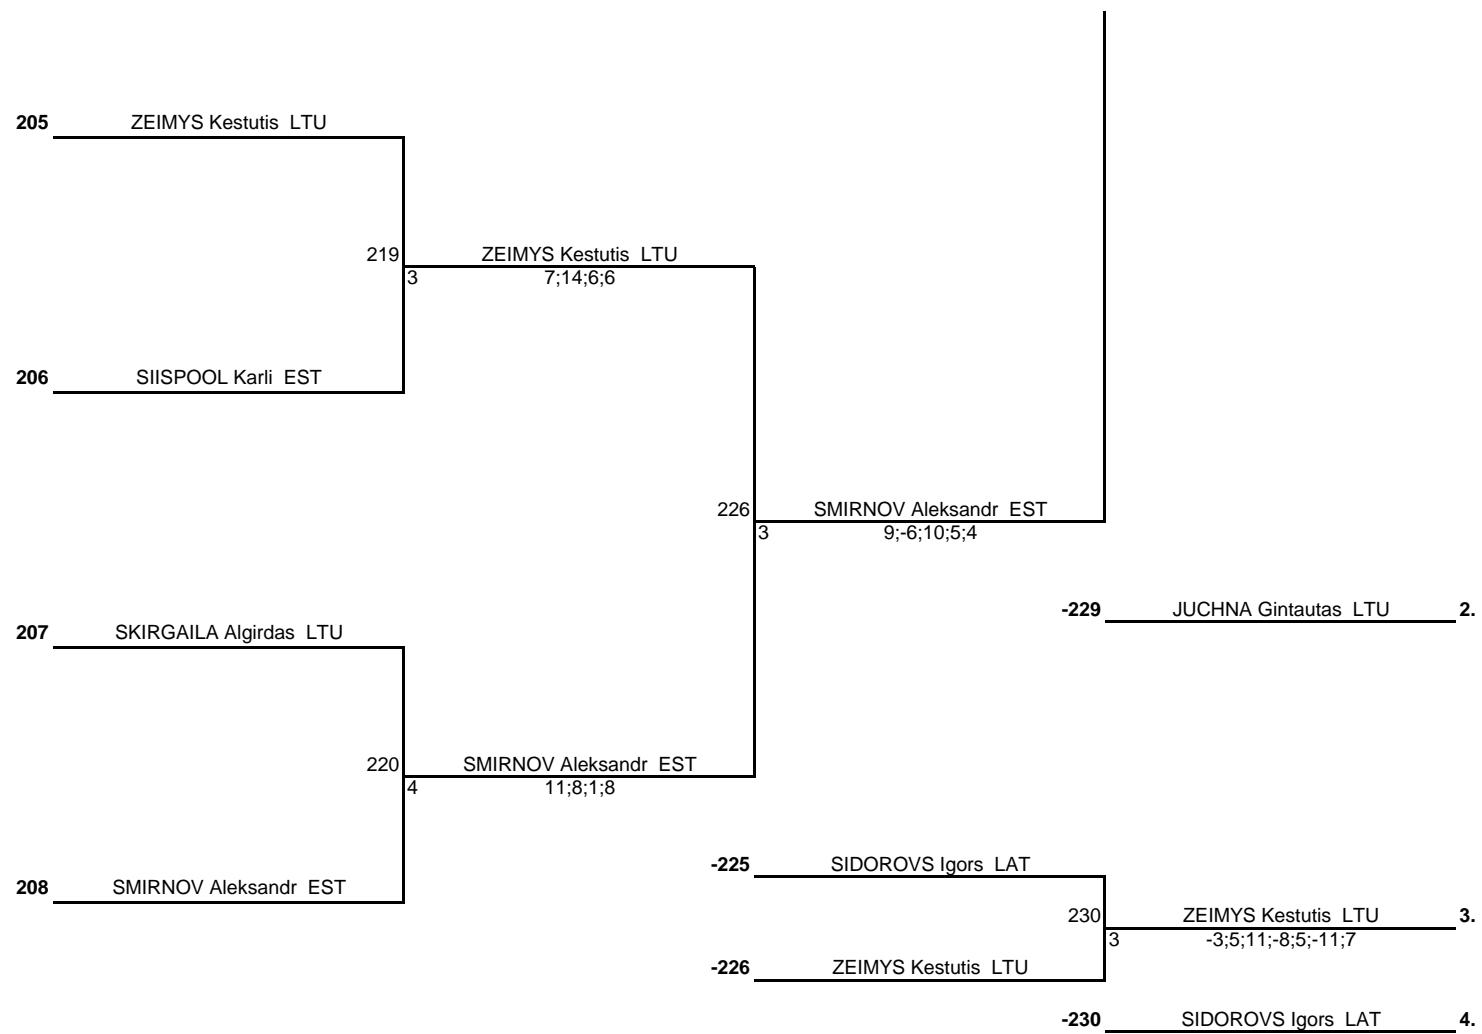 205 ZEIMYS Kestutis LTU
219 ZEIMYS Kestutis LTU
3 7;14;6;6
206 SIISPOOL Karli EST
226 SMIRNOV Aleksandr EST
3 9;-6;10;5;4
-229 JUCHNA Gintautas LTU 2.
207 SKIRGAILA Algirdas LTU
220 SMIRNOV Aleksandr EST
4 11;8;1;8
-225 SIDOROVS Igors LAT
208 SMIRNOV Aleksandr EST
230 ZEIMYS Kestutis LTU 3.
3 -3;5;11;-8;5;-11;7
-226 ZEIMYS Kestutis LTU
-230 SIDOROVS Igors LAT 4.